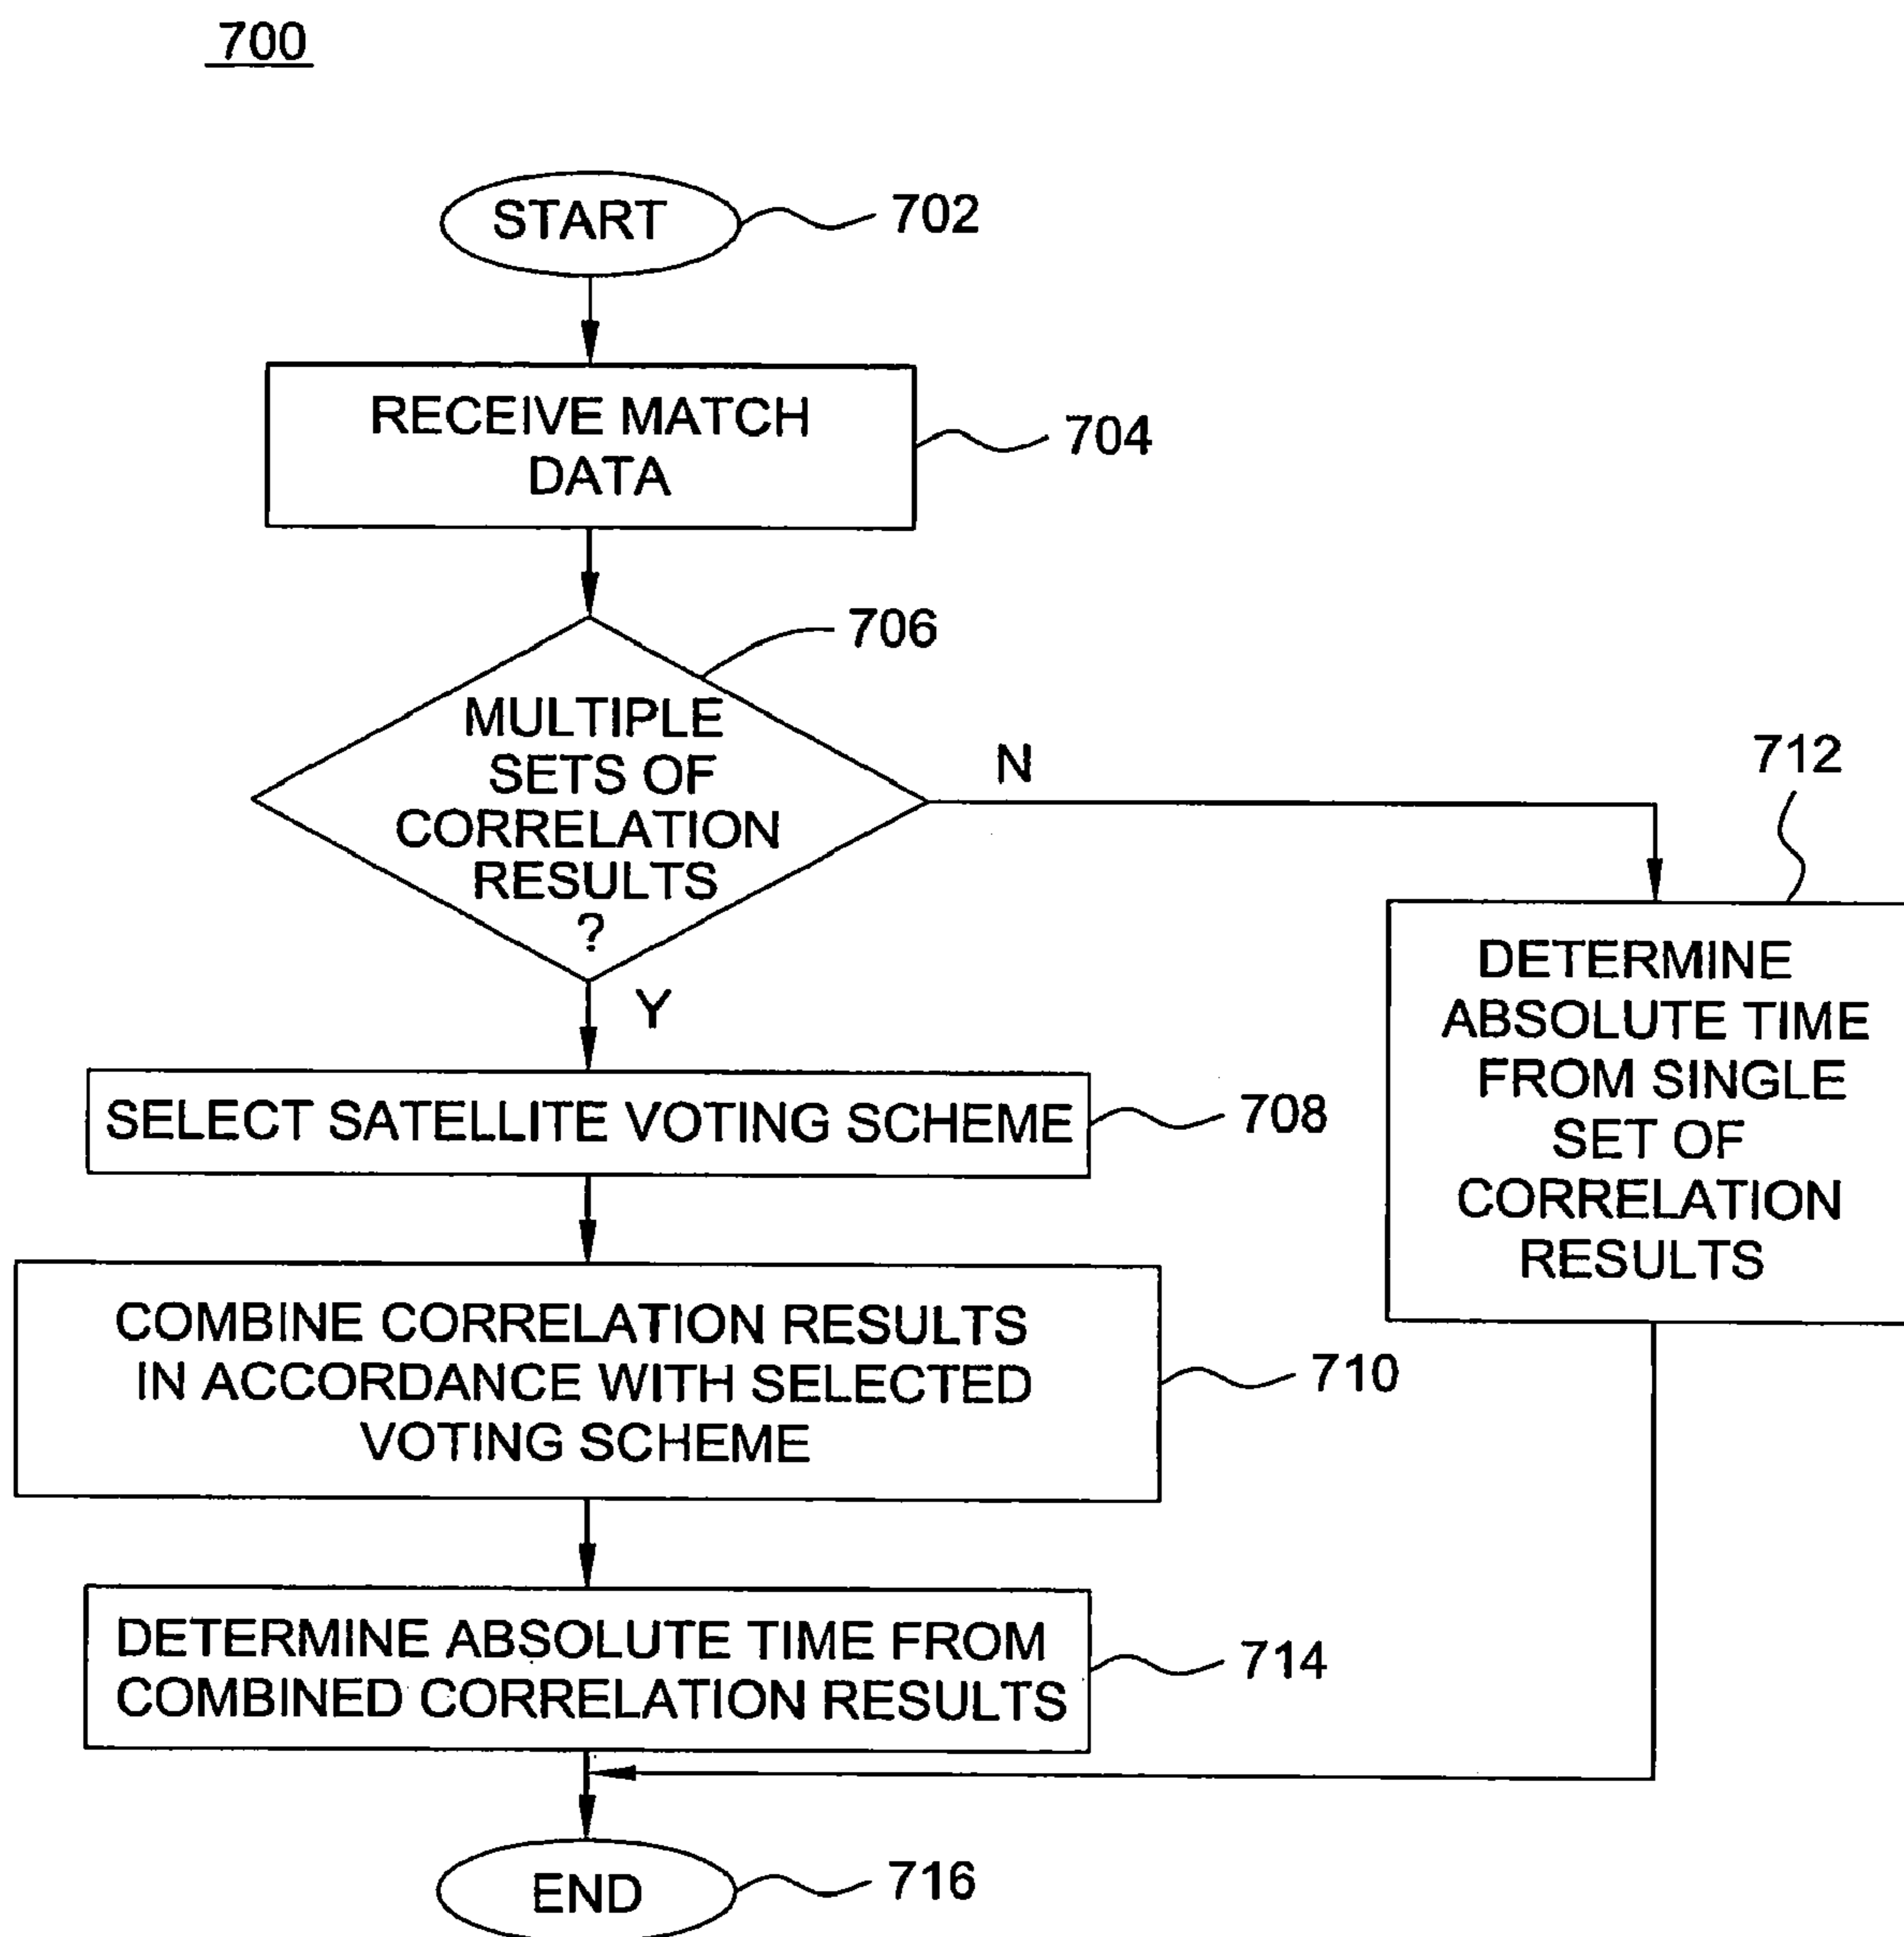 700
START
702
RECEIVE MATCH
DATA
704
706
MULTIPLE
SETS OF
CORRELATION
RESULTS
?
N
Y
712
DETERMINE
ABSOLUTE TIME
FROM SINGLE
SET OF
CORRELATION
RESULTS
SELECT SATELLITE VOTING SCHEME
708
COMBINE CORRELATION RESULTS
IN ACCORDANCE WITH SELECTED
VOTING SCHEME
710
DETERMINE ABSOLUTE TIME FROM
COMBINED CORRELATION RESULTS
714
END
716